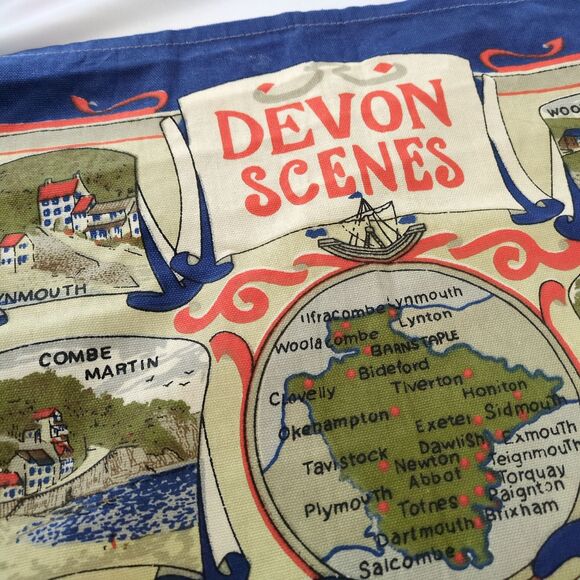 DEVON
SCENES
WOO
YNMOUTH
COMBE
MARTIN
Ilfracombe
Lynmouth
Lynton
Woolacombe
BARNSTAPLE
Bideford
Clovelly
Tiverton
Honiton
Okehampton
Exeter
Sidmouth
Dawlish
Exmouth
Tavistock
Newton
Abbot
Teignmouth
Torquay
Plymouth
Totnes
Paignton
Brixham
Dartmouth
Salcombe